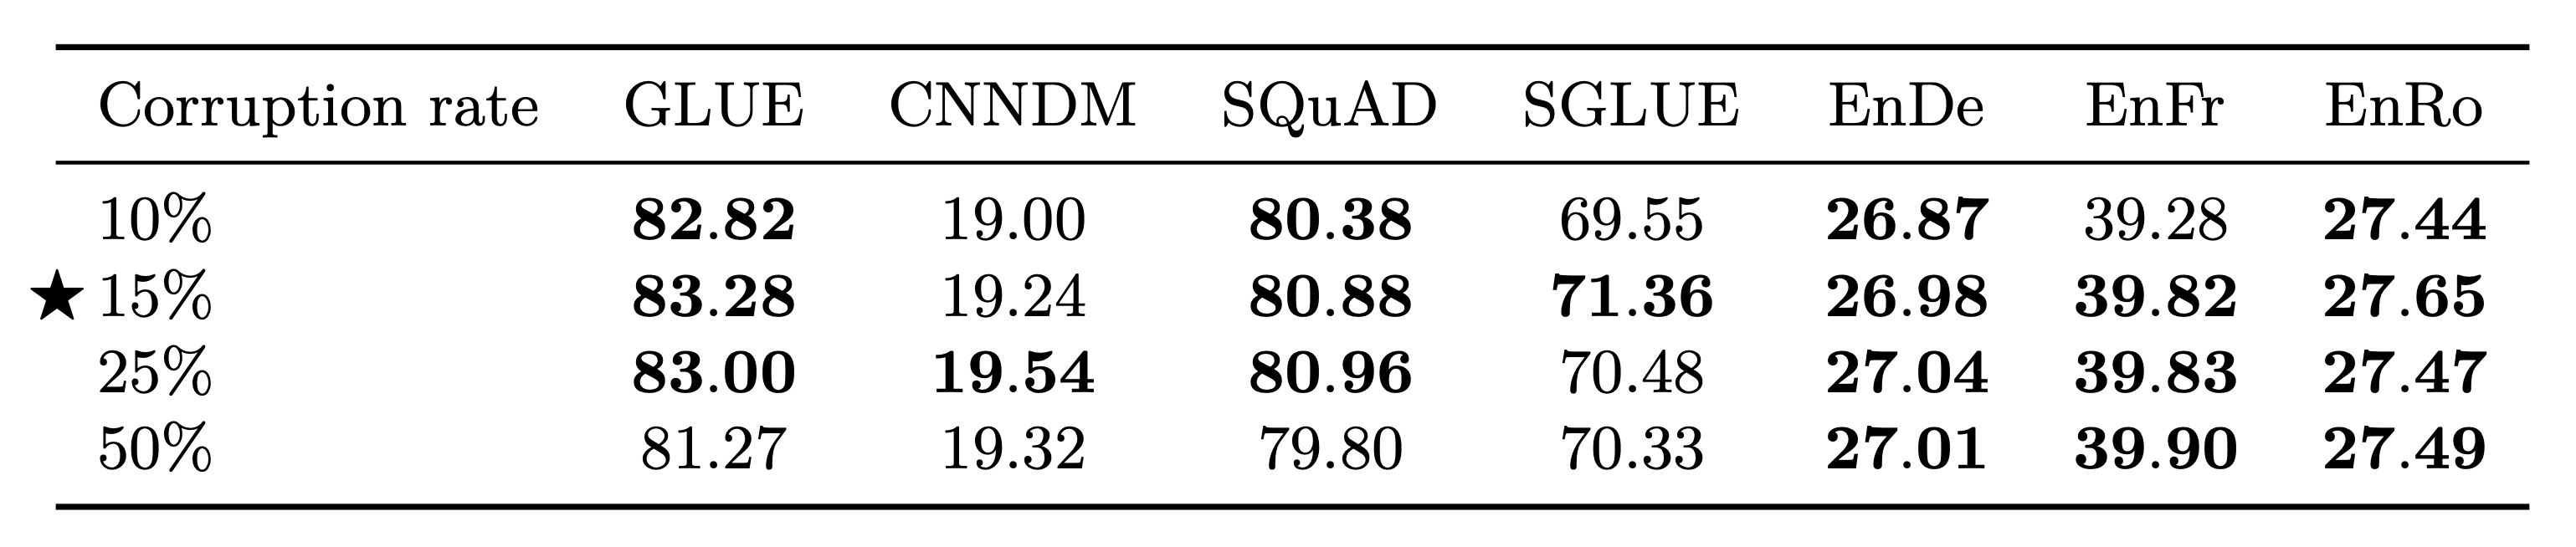 Corruption rate GLUE CNNDM SQuAD SGLUE EnDe EnFr EnRo
10% 82.82 19.00 80.38 69.55 26.87 39.28 27.44
★ 15% 83.28 19.24 80.88 71.36 26.98 39.82 27.65
25% 83.00 19.54 80.96 70.48 27.04 39.83 27.47
50% 81.27 19.32 79.80 70.33 27.01 39.90 27.49